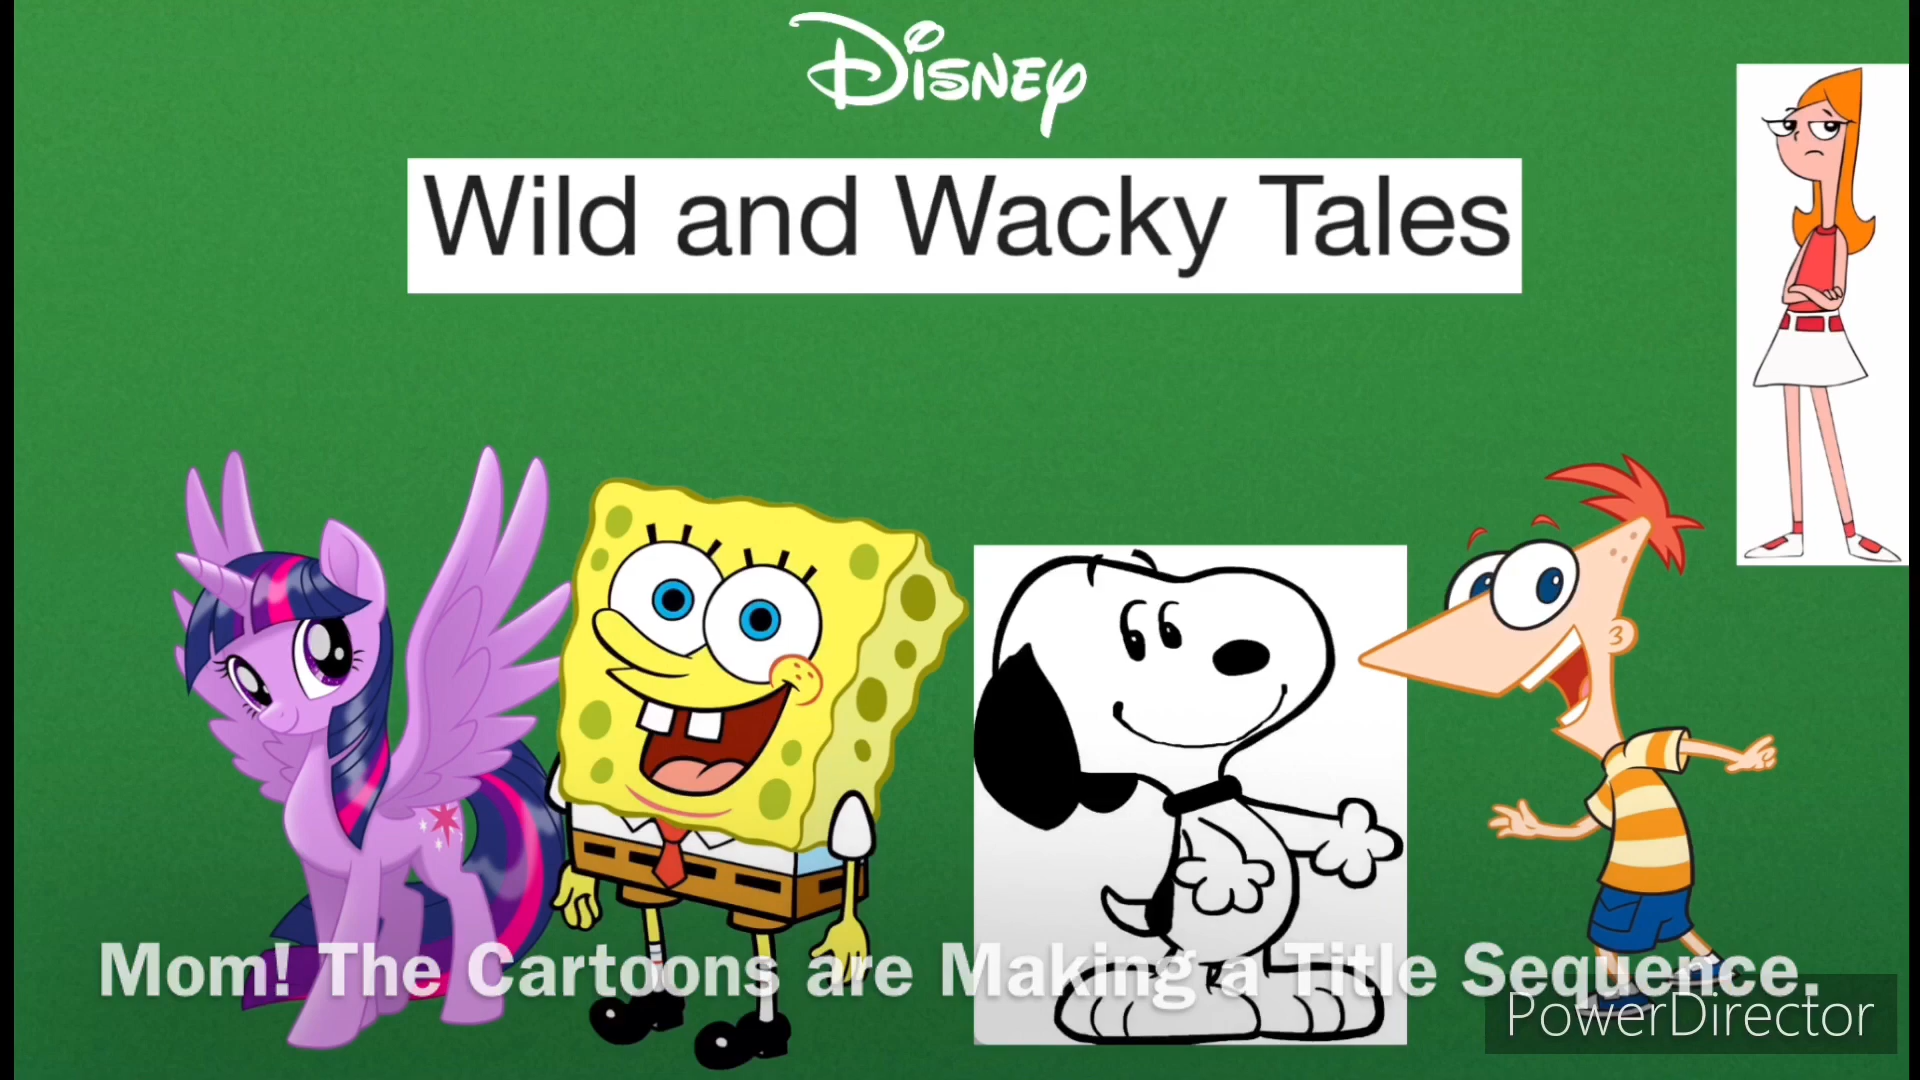 Disney
Wild and Wacky Tales
Mom! The Cartoons are Making a Title Sequence.
PowerDirector